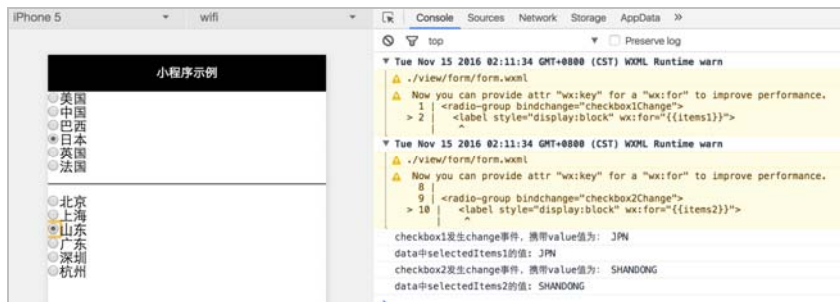 iPhone 5 wifi
Console Sources Network Storage AppData »
top Preserve log
小程序示例
美国
中国
巴西
日本
英国
法国
北京
上海
山东
广东
深圳
杭州
Tue Nov 15 2016 02:11:34 GMT+0800 (CST) WXML Runtime warn
./view/form/form.wxml
Now you can provide attr "wx:key" for a "wx:for" to improve performance.
1 | <radio-group bindchange="checkbox1Change">
> 2 | <label style="display:block" wx:for="{{items1}}">
| ^
Tue Nov 15 2016 02:11:34 GMT+0800 (CST) WXML Runtime warn
./view/form/form.wxml
Now you can provide attr "wx:key" for a "wx:for" to improve performance.
8 |
9 | <radio-group bindchange="checkbox2Change">
> 10 | <label style="display:block" wx:for="{{items2}}">
| ^
checkbox1发生change事件，携带value值为： JPN
data中selectedItems1的值: JPN
checkbox2发生change事件，携带value值为： SHANDONG
data中selectedItems2的值: SHANDONG
>